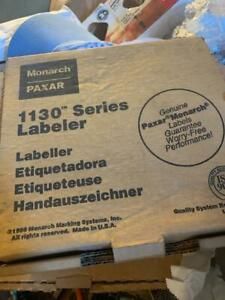 Monarch
PAXAR
1130™ Series
Labeler
Labeller
Etiquetadora
Etiqueteuse
Handauszeichner
Genuine
Paxar®Monarch®
Labels
Guarantee
Worry-Free
Performance!
Monarch Marking Systems, Inc.
All rights reserved. Made in U.S.A.
Quality System